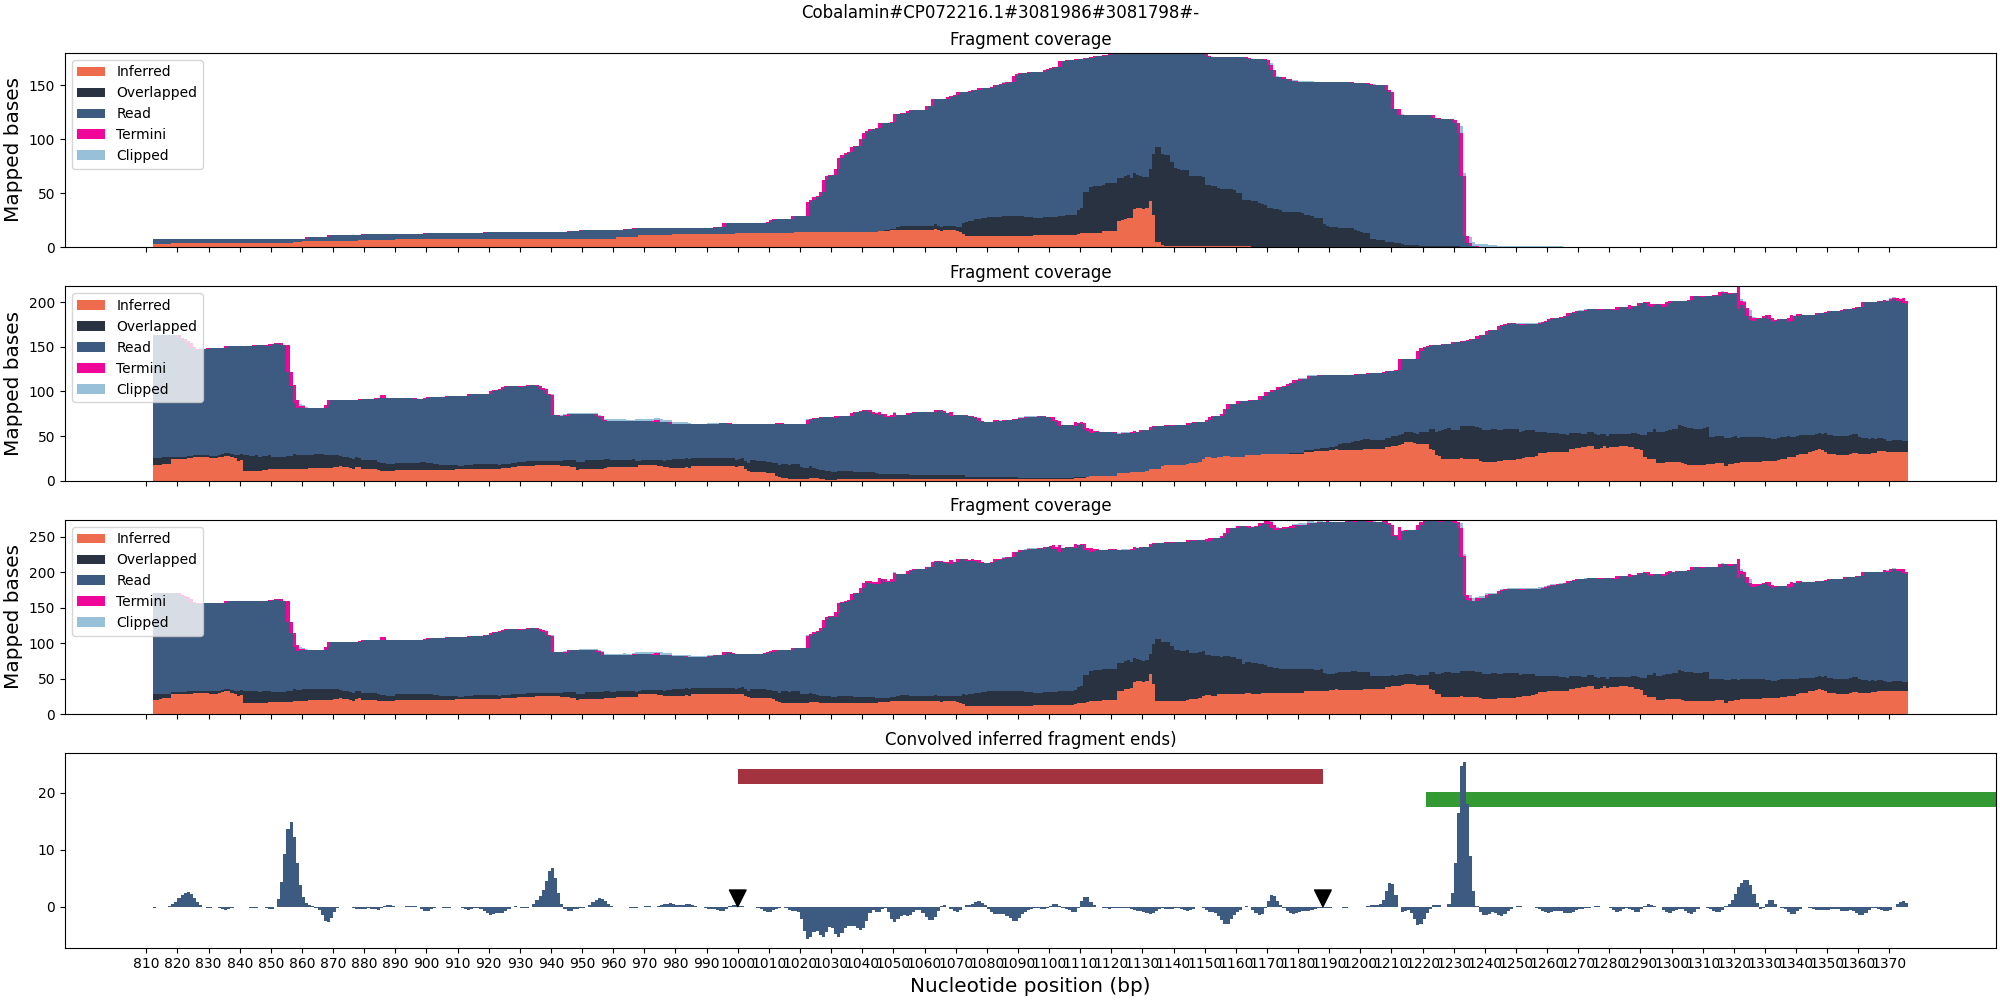 Cobalamin#CP072216.1#3081986#3081798#-
Fragment coverage
Mapped bases
150
100
50
0
Inferred
Overlapped
Read
Termini
Clipped
Fragment coverage
Mapped bases
200
150
100
50
0
Inferred
Overlapped
Read
Termini
Clipped
Fragment coverage
Mapped bases
250
200
150
100
50
0
Inferred
Overlapped
Read
Termini
Clipped
Convolved inferred fragment ends)
20
10
0
810 820 830 840 850 860 870 880 890 900 910 920 930 940 950 960 970 980 990 1000 1010 1020 1030 1040 1050 1060 1070 1080 1090 1100 1110 1120 1130 1140 1150 1160 1170 1180 1190 1200 1210 1220 1230 1240 1250 1260 1270 1280 1290 1300 1310 1320 1330 1340 1350 1360 1370
Nucleotide position (bp)